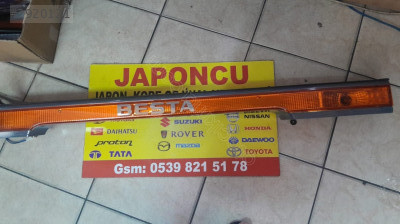 JAPONCU
BESTA
SUZUKI
NISSAN
DAIHATSU
ROVER
HONDA
proton
mazda
DAEWOO
TATA
TOYOTA
Gsm: 0539 821 51 78